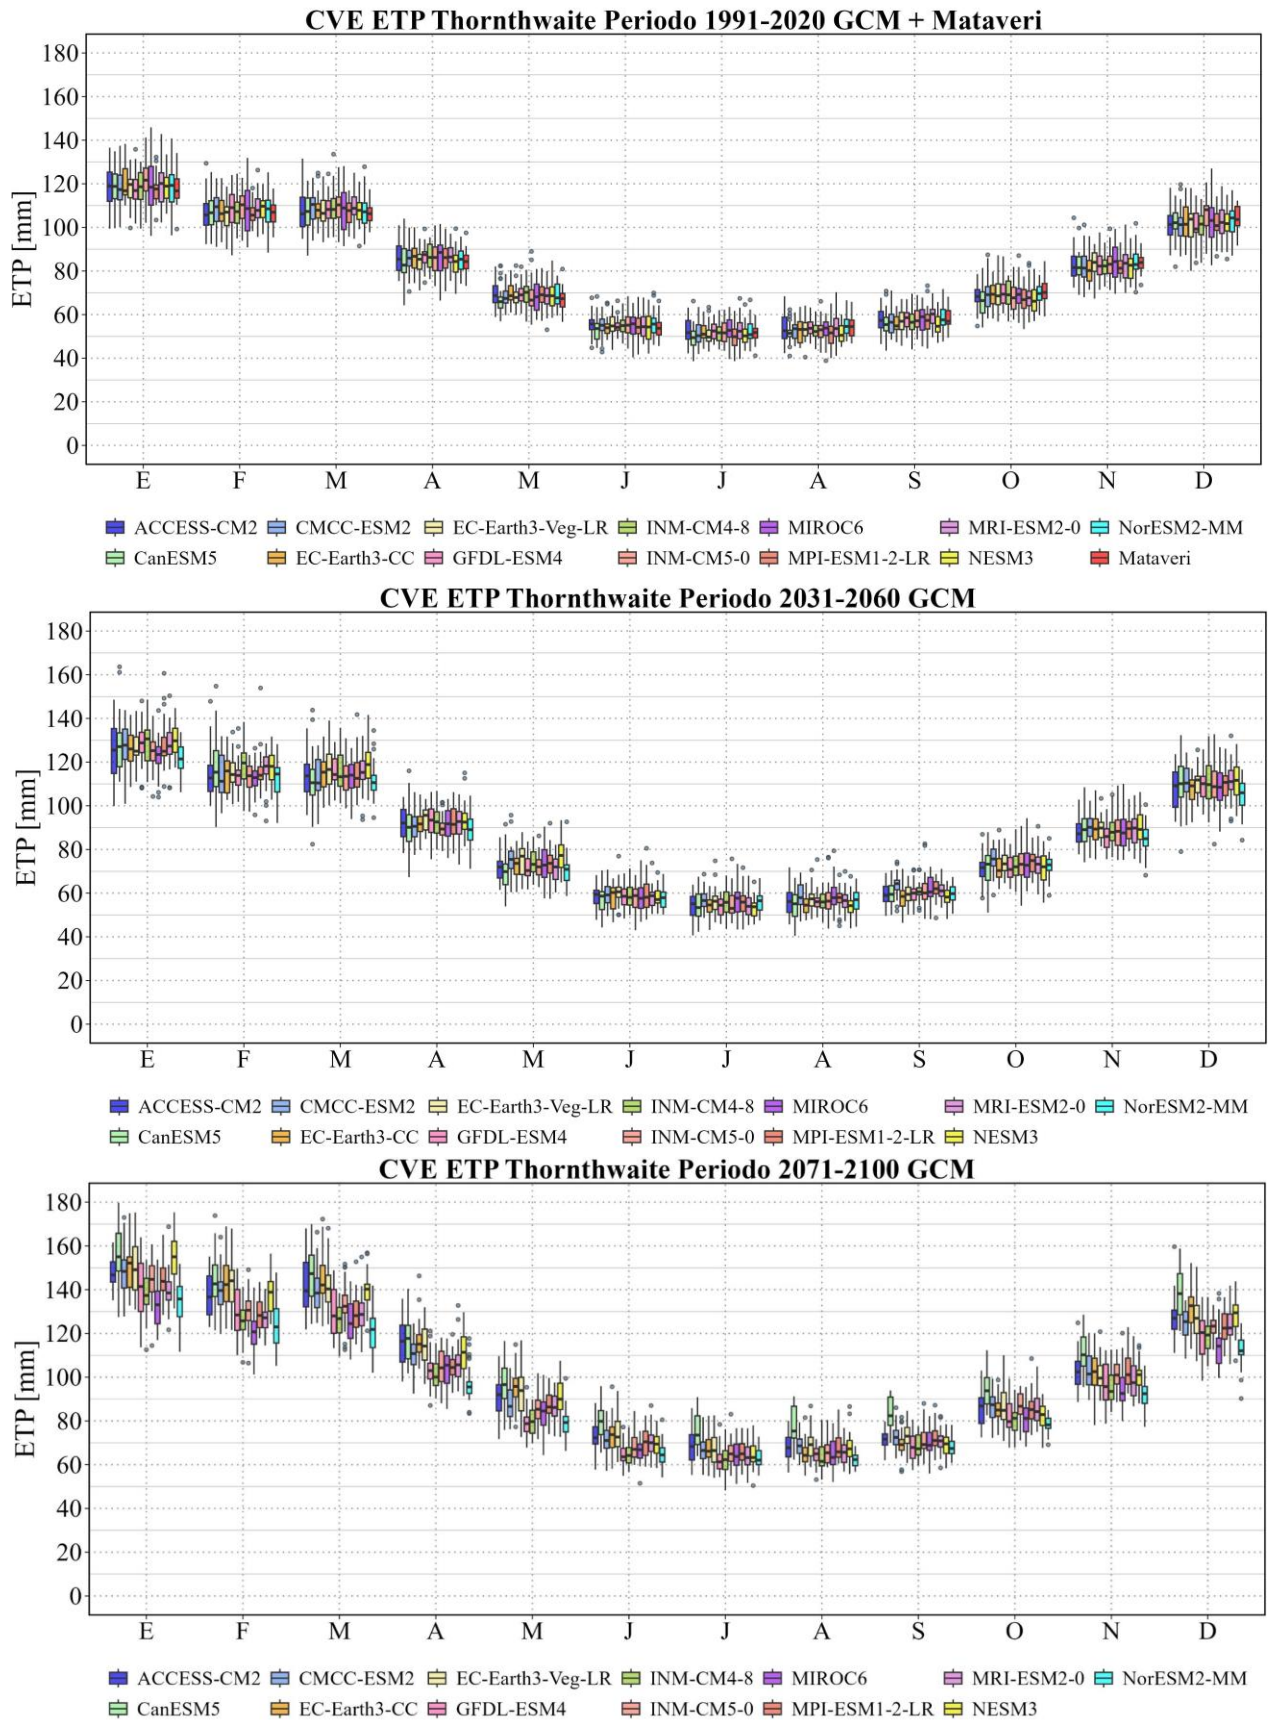 CVE ETP Thornthwaite Periodo 1991-2020 GCM + Mataveri
180
160
140
120
100
80
60
40
20
0
ETP [mm]
E F M A M J J A S O N D
ACCESS-CM2 CMCC-ESM2 EC-Earth3-Veg-LR INM-CM4-8 MIROC6 MRI-ESM2-0 NorESM2-MM
CanESM5 EC-Earth3-CC GFDL-ESM4 INM-CM5-0 MPI-ESM1-2-LR NESM3 Mataveri
CVE ETP Thornthwaite Periodo 2031-2060 GCM
180
160
140
120
100
80
60
40
20
0
ETP [mm]
E F M A M J J A S O N D
ACCESS-CM2 CMCC-ESM2 EC-Earth3-Veg-LR INM-CM4-8 MIROC6 MRI-ESM2-0 NorESM2-MM
CanESM5 EC-Earth3-CC GFDL-ESM4 INM-CM5-0 MPI-ESM1-2-LR NESM3
CVE ETP Thornthwaite Periodo 2071-2100 GCM
180
160
140
120
100
80
60
40
20
0
ETP [mm]
E F M A M J J A S O N D
ACCESS-CM2 CMCC-ESM2 EC-Earth3-Veg-LR INM-CM4-8 MIROC6 MRI-ESM2-0 NorESM2-MM
CanESM5 EC-Earth3-CC GFDL-ESM4 INM-CM5-0 MPI-ESM1-2-LR NESM3